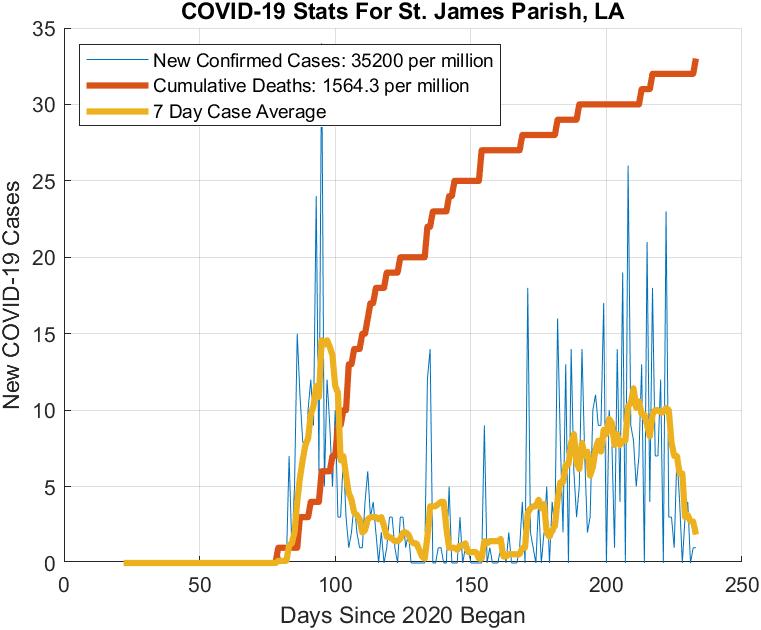 COVID-19 Stats For St. James Parish, LA
35
30
25
20
15
10
5
0
New COVID-19 Cases
New Confirmed Cases: 35200 per million
Cumulative Deaths: 1564.3 per million
7 Day Case Average
0 50 100 150 200 250
Days Since 2020 Began